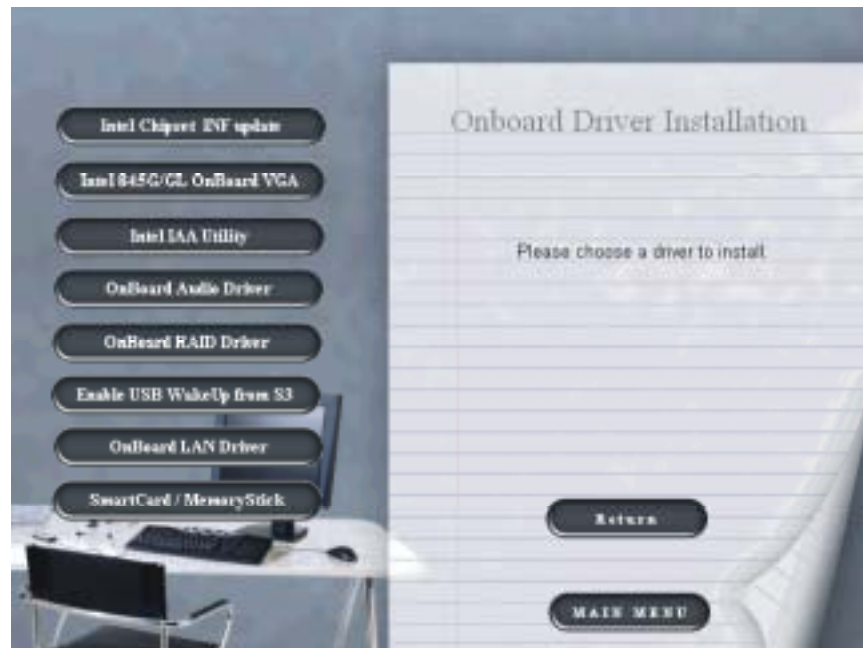 Intel Chipset INF update
Intel 845G/GL OnBoard VGA
Intel IAA Utility
OnBoard Audio Driver
OnBoard RAID Driver
Enable USB WakeUp from S3
OnBoard LAN Driver
SmartCard / MemoryStick
Onboard Driver Installation
Please choose a driver to install.
Return
MAIN MENU